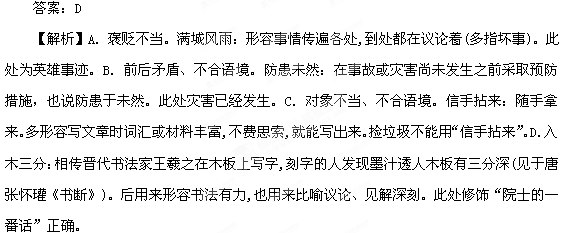 答案：D
【解析】A. 褒贬不当。满城风雨：形容事情传遍各处,到处都在议论着(多指坏事)。此
处为英雄事迹。B. 前后矛盾、不合语境。防患未然：在事故或灾害尚未发生之前采取预防
措施，也说防患于未然。此处灾害已经发生。C. 对象不当、不合语境。信手拈来：随手拿
来。多形容写文章时词汇或材料丰富,不费思索,就能写出来。捡垃圾不能用“信手拈来”。D.入
木三分：相传晋代书法家王羲之在木板上写字,刻字的人发现墨汁透入木板有三分深(见于唐
张怀瓘《书断》)。后用来形容书法有力,也用来比喻议论、见解深刻。此处修饰“院士的一
番话”正确。